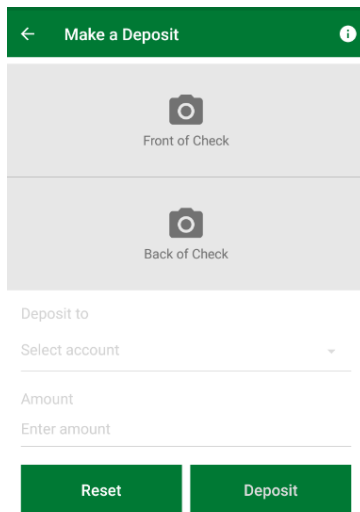 Make a Deposit
Front of Check
Back of Check
Deposit to
Select account
Amount
Enter amount
Reset
Deposit